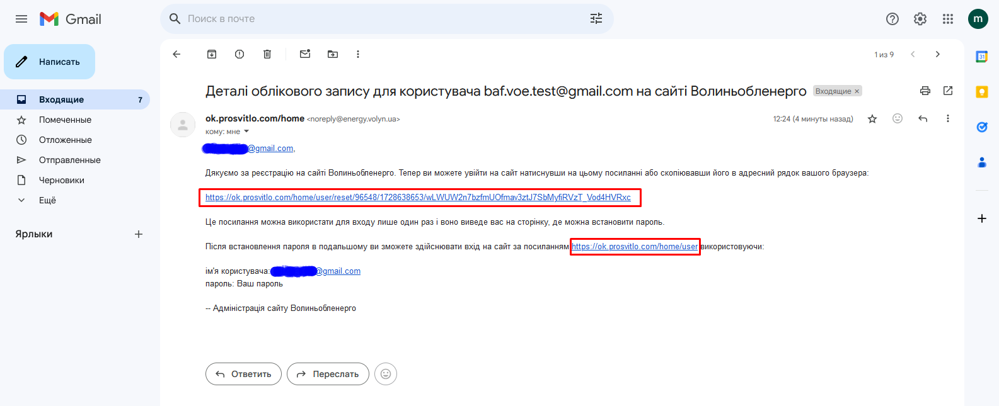 Gmail
Поиск в почте
m
Написать
1 из 9
31
Входящие 7
Помеченные
Отложенные
Отправленные
Черновики
Ещё
Ярлыки
Деталі облікового запису для користувача baf.voe.test@gmail.com на сайті Волиньобленерго Входящие ×
ok.prosvitlo.com/home <noreply@energy.volyn.ua> 12:24 (4 минуты назад)
кому: мне
@gmail.com,
Дякуємо за реєстрацію на сайті Волиньобленерго. Тепер ви можете увійти на сайт натиснувши на цьому посиланні або скопіювавши його в адресний рядок вашого браузера:
https://ok.prosvitlo.com/home/user/reset/96548/1728638653/wLWUW2n7bzfmUOfmav3ztJ7SbMyfiRVzT_Vod4HVRxc
Це посилання можна використати для входу лише один раз і воно виведе вас на сторінку, де можна встановити пароль.
Після встановлення пароля в подальшому ви зможете здійснювати вхід на сайт за посиланням https://ok.prosvitlo.com/home/user використовуючи:
ім'я користувача: @gmail.com
пароль: Ваш пароль
-- Адміністрація сайту Волиньобленерго
Ответить
Переслать